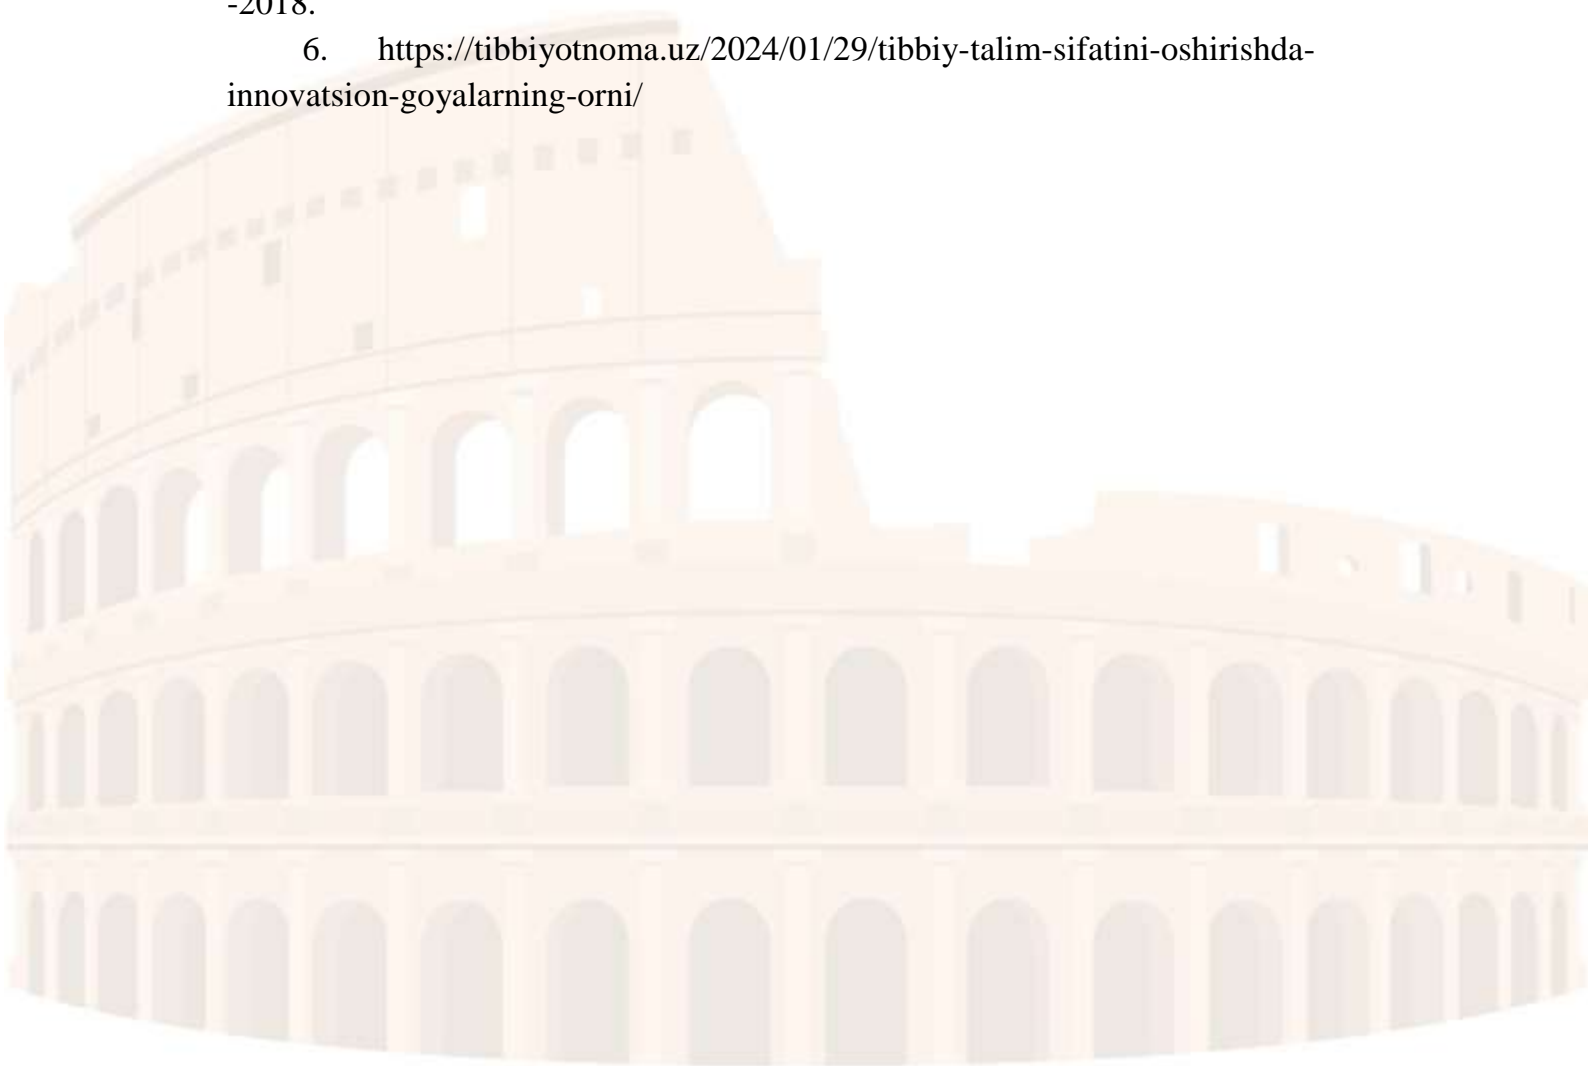 -2018.
6. https://tibbiyotnoma.uz/2024/01/29/tibbiy-talim-sifatini-oshirishda-
innovatsion-goyalarning-orni/